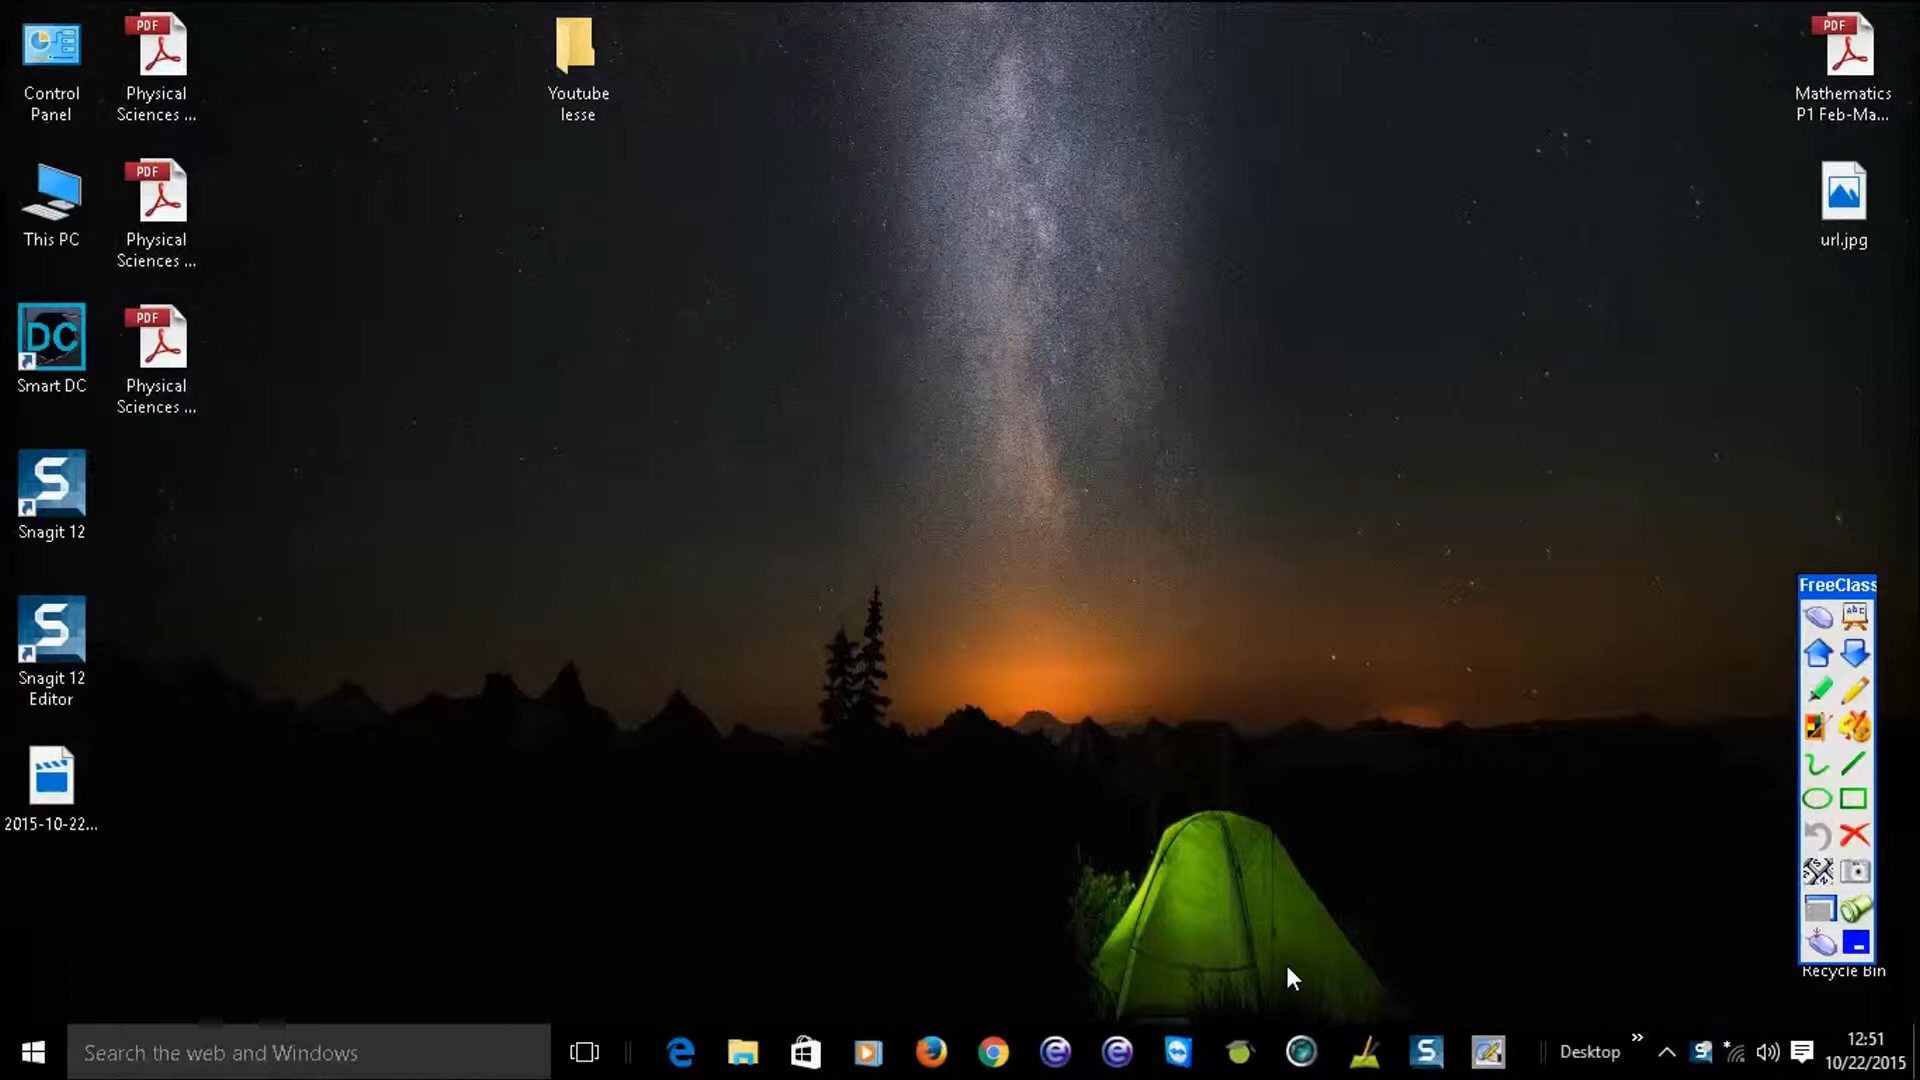 Control
Panel
PDF
Physical
Sciences ...
Youtube
lesse
PDF
Mathematics
P1 Feb-Ma...
This PC
PDF
Physical
Sciences ...
url.jpg
DC
Smart DC
PDF
Physical
Sciences ...
S
Snagit 12
S
Snagit 12
Editor
2015-10-22...
FreeClass
Abc
Recycle Bin
Search the web and Windows
S
Desktop
S
12:51
10/22/2015